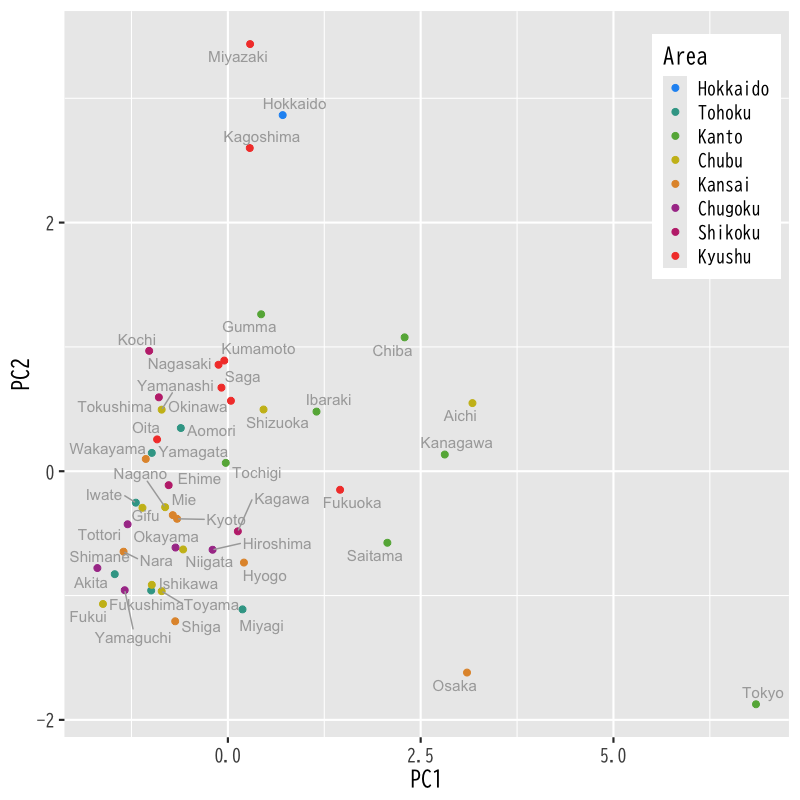 Miyazaki
Hokkaido
Kagoshima
Area
Hokkaido
Tohoku
Kanto
Chubu
Kansai
Chugoku
Shikoku
Kyushu
2
Gumma
Kochi
Kumamoto
Chiba
Nagasaki
Saga
Yamanashi
Ibaraki
Tokushima
Okinawa
Shizuoka
Aichi
Oita
Aomori
Kanagawa
Wakayama
Yamagata
0
Nagano
Ehime
Tochigi
Iwate
Mie
Kagawa
Fukuoka
Gifu
Kyoto
Tottori
Okayama
Hiroshima
Shimane
Nara
Niigata
Saitama
Akita
Ishikawa
Hyogo
Fukushima
Toyama
Fukui
Yamaguchi
Shiga
Miyagi
Osaka
Tokyo
-2
0.0
2.5
5.0
PC1
PC2